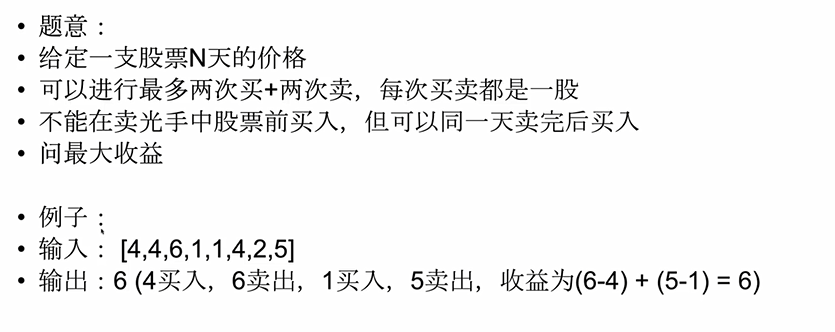 • 题意：
• 给定一支股票N天的价格
• 可以进行最多两次买+两次卖，每次买卖都是一股
• 不能在卖光手中股票前买入，但可以同一天卖完后买入
• 问最大收益
• 例子：
• 输入： [4,4,6,1,1,4,2,5]
• 输出：6 (4买入，6卖出，1买入，5卖出，收益为(6-4) + (5-1) = 6)